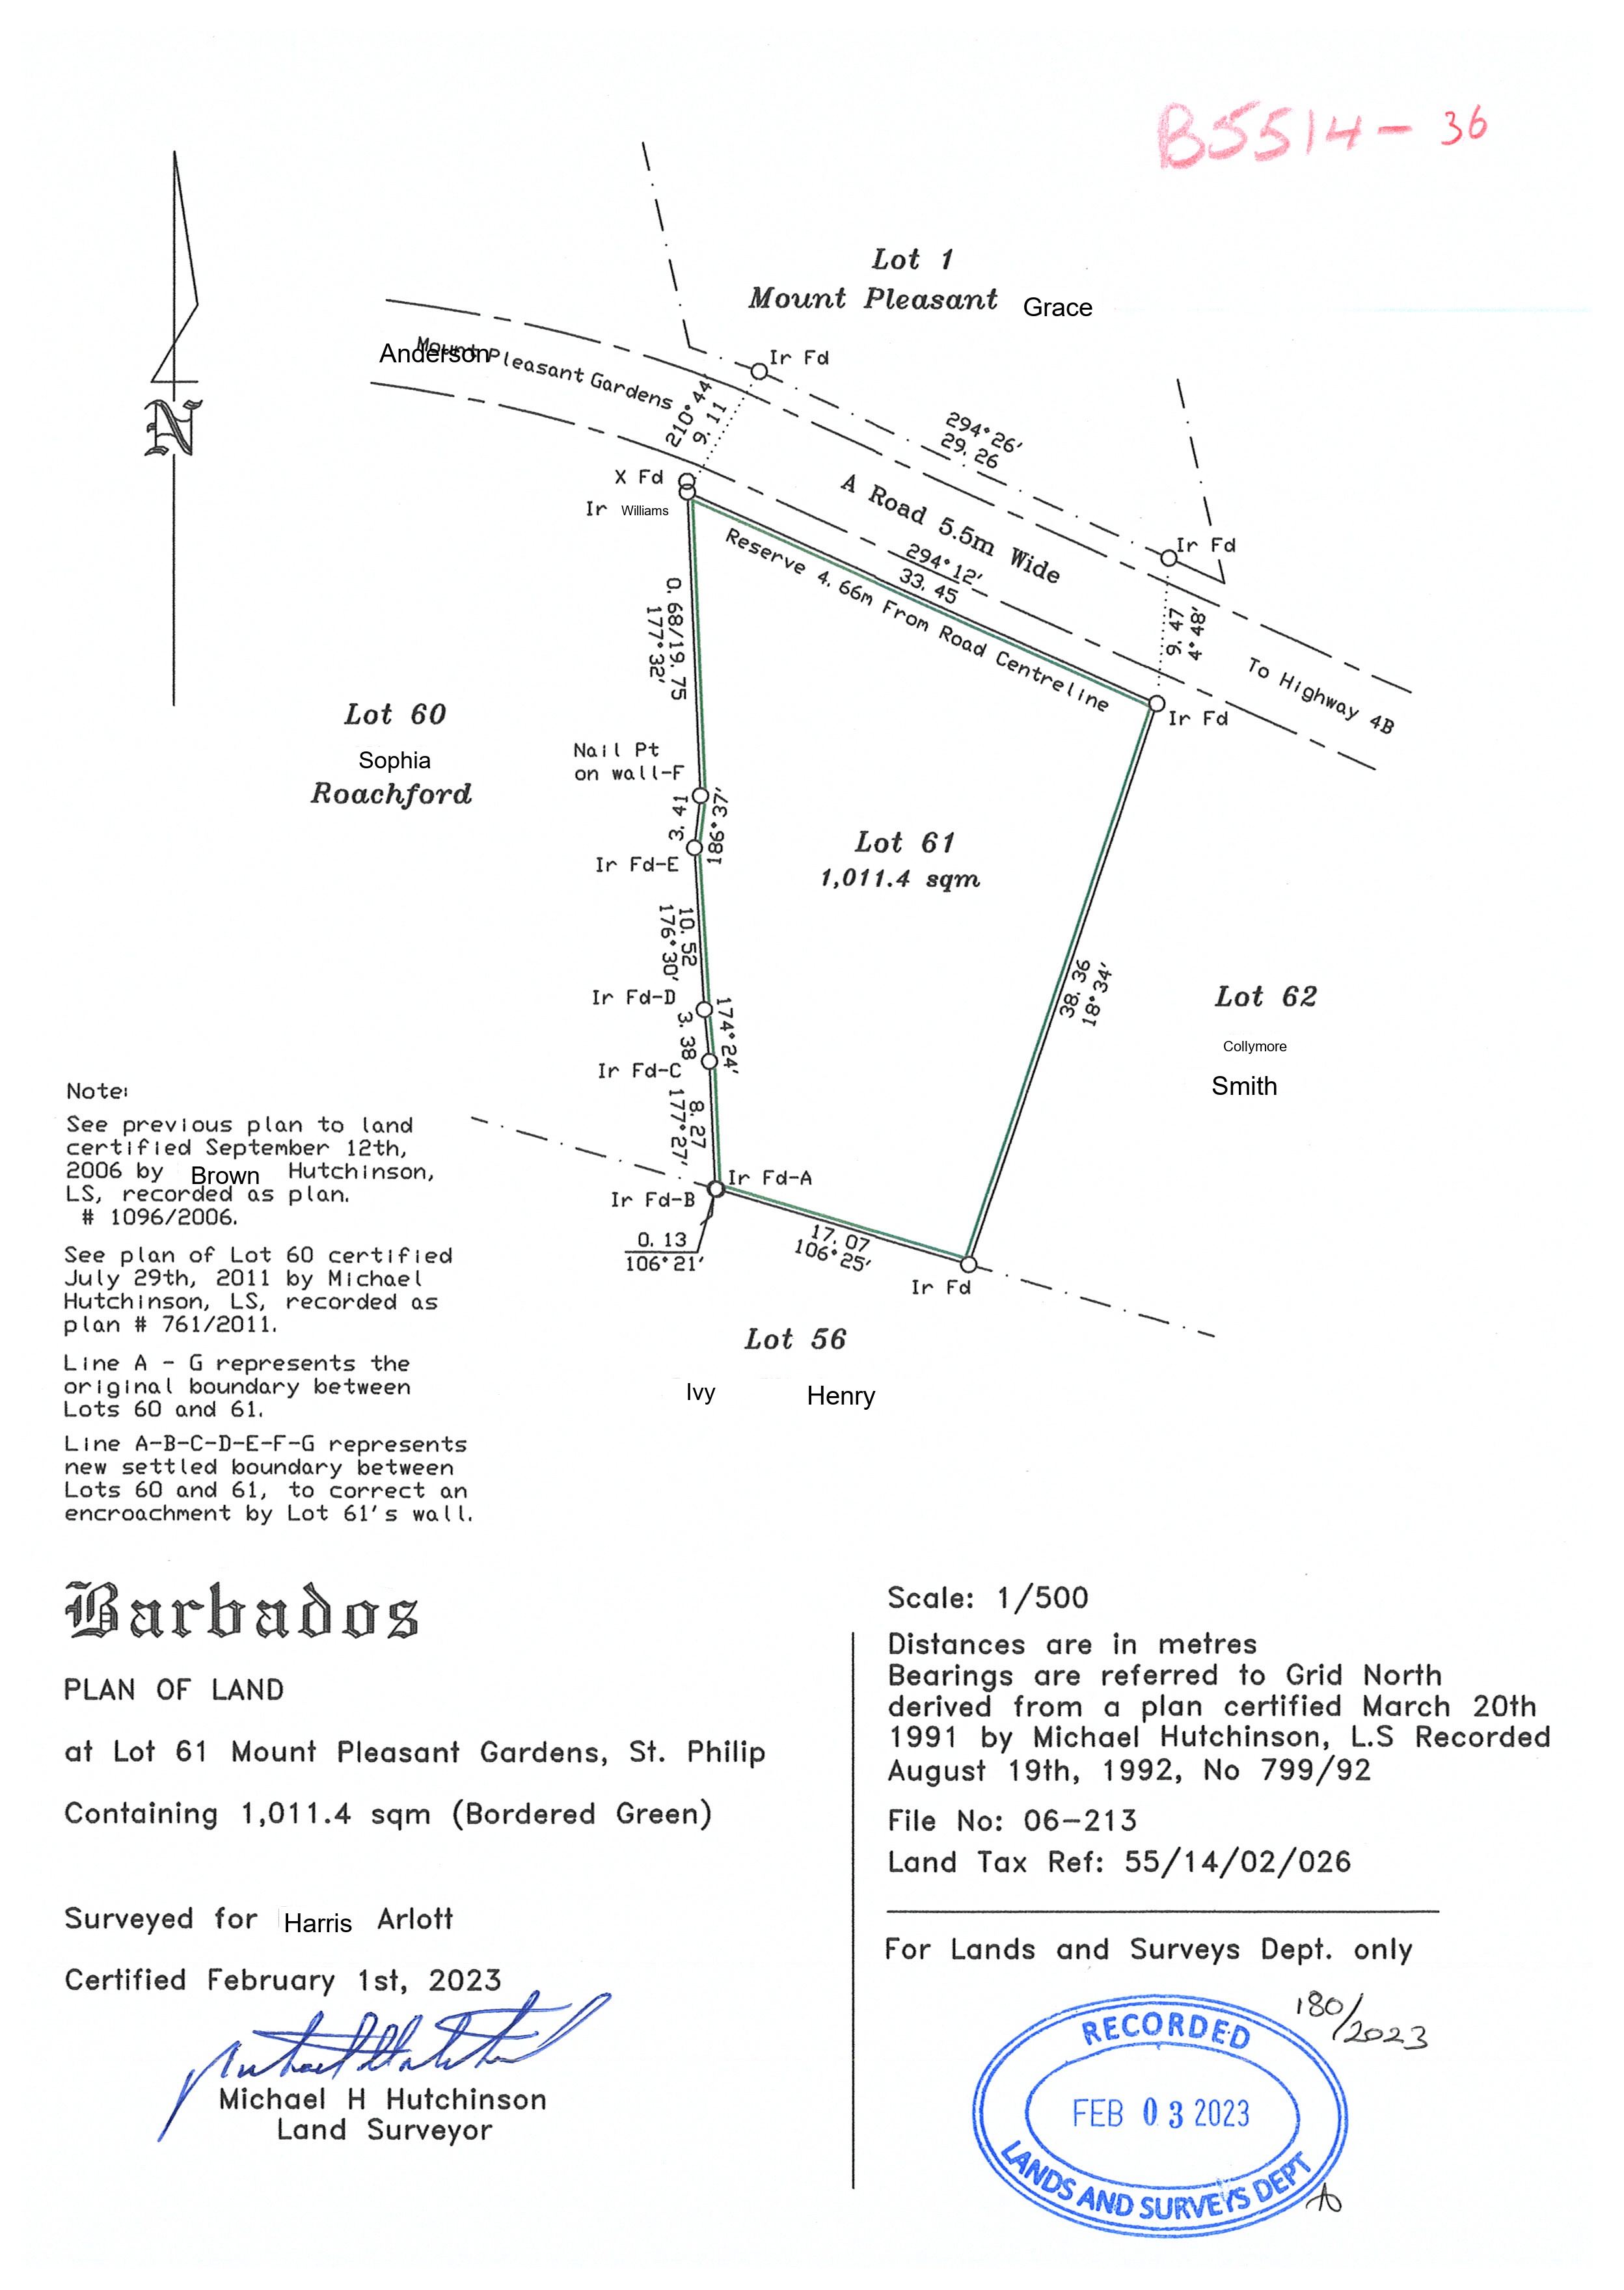 B5514-36
Lot 1
Mount Pleasant Grace
Anderson Mount Pleasant Gardens
Ir Fd
210°44'
9.11
294°26'
29.26
X Fd
Ir Williams
A Road 5.5m Wide
Ir Fd
294°12'
33.45
Reserve 4.66m From Road Centreline
9.47
4°48'
To Highway 4B
Ir Fd
N
0.68/19.75
177°32'
Lot 60
Sophia
Roachford
Nail Pt
on wall-F
3.41
186°37'
Ir Fd-E
Lot 61
1,011.4 sqm
10.52
176°30'
Ir Fd-D
3.38
174°24'
Ir Fd-C
38.36
18°34'
Lot 62
Collymore
Smith
8.27
177°27'
Ir Fd-A
Ir Fd-B
0.13
106°21'
17.07
106°25'
Ir Fd
Lot 56
Ivy Henry
Note:
See previous plan to land
certified September 12th,
2006 by Brown Hutchinson,
LS, recorded as plan.
# 1096/2006.
See plan of Lot 60 certified
July 29th, 2011 by Michael
Hutchinson, LS, recorded as
plan # 761/2011.
Line A - G represents the
original boundary between
Lots 60 and 61.
Line A-B-C-D-E-F-G represents
new settled boundary between
Lots 60 and 61, to correct an
encroachment by Lot 61's wall.
Barbados
PLAN OF LAND
at Lot 61 Mount Pleasant Gardens, St. Philip
Containing 1,011.4 sqm (Bordered Green)
Surveyed for Harris Arlott
Certified February 1st, 2023
Michael H Hutchinson
Land Surveyor
Scale: 1/500
Distances are in metres
Bearings are referred to Grid North
derived from a plan certified March 20th
1991 by Michael Hutchinson, L.S Recorded
August 19th, 1992, No 799/92
File No: 06-213
Land Tax Ref: 55/14/02/026
For Lands and Surveys Dept. only
180/2023
RECORDED
FEB 03 2023
LANDS AND SURVEYS DEPT